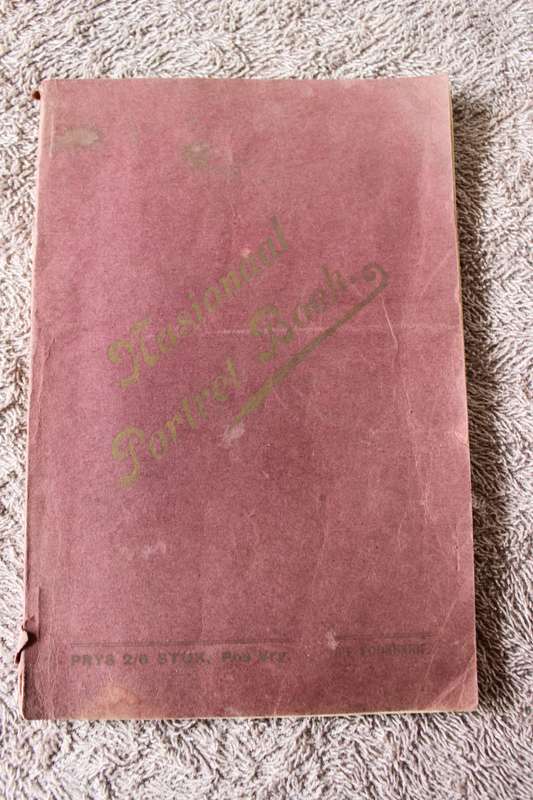 Nasionaal
Portret Boek
PRYS 2/6 STUK. Pos Vry.